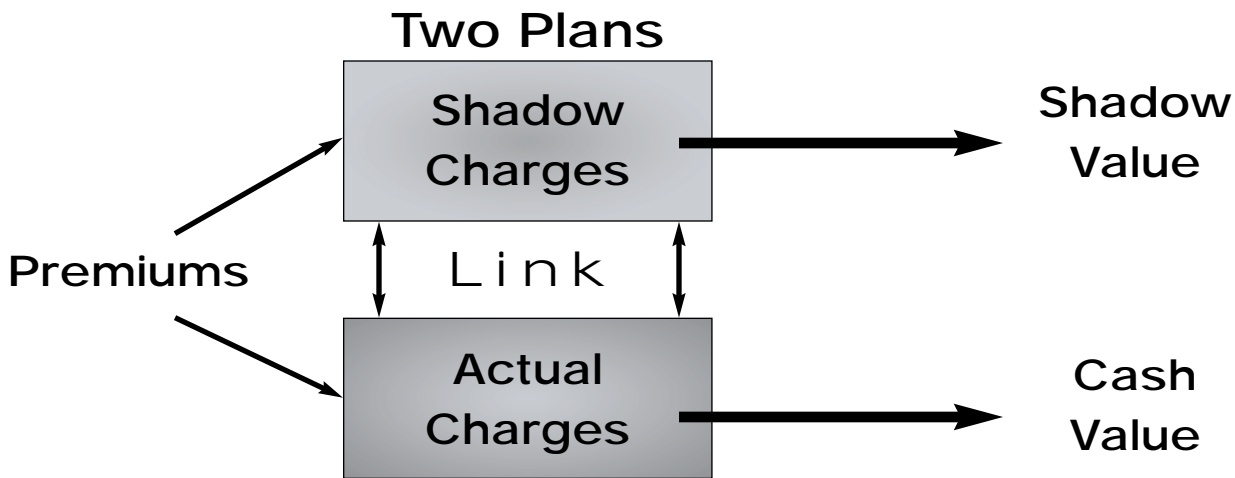 Two Plans
Shadow
Charges
Shadow
Value
Premiums
Link
Actual
Charges
Cash
Value